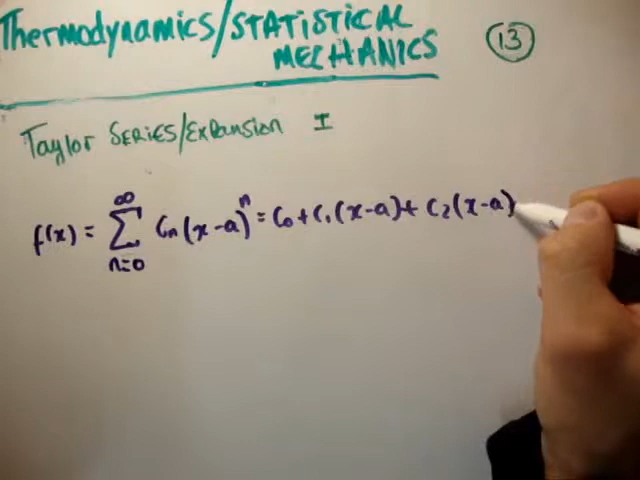 Thermodynamics/STATISTICAL
MECHANICS
13
Taylor SERIES/EXPANSION I
f(x) = ∑_{n=0}^{∞} Cₙ(x-a)ⁿ = C₀ + C₁(x-a) + C₂(x-a)